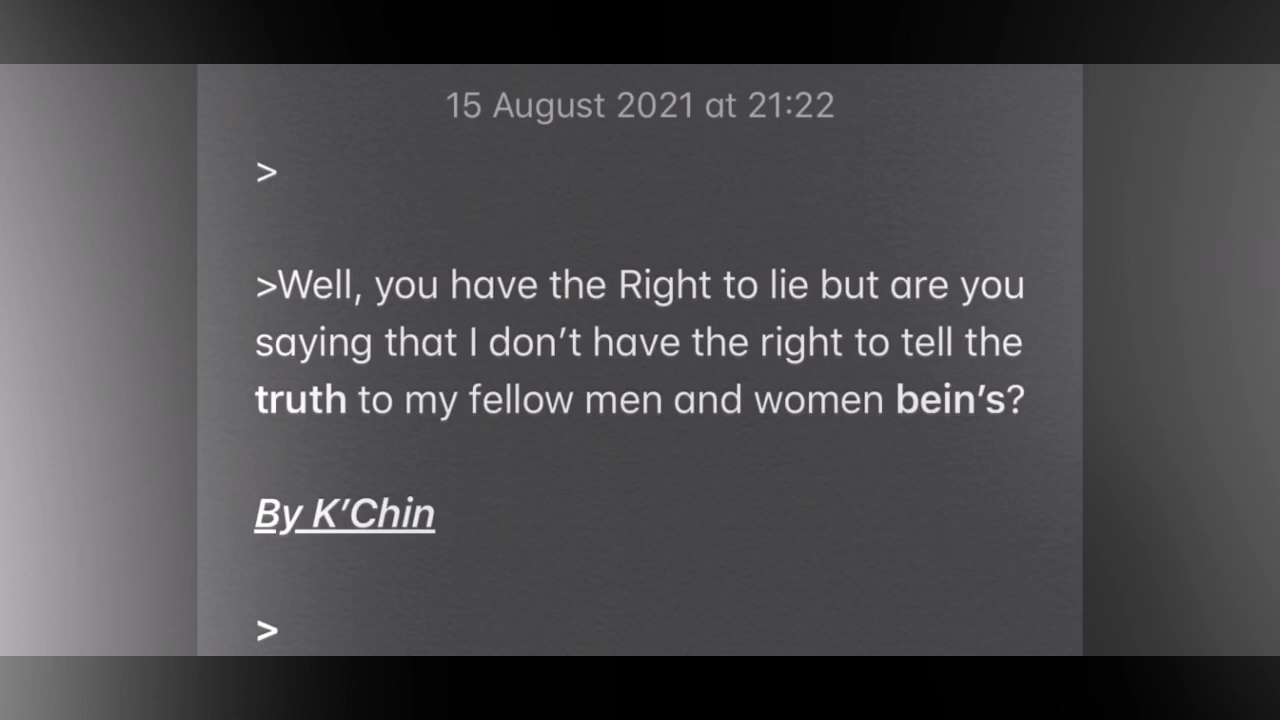 15 August 2021 at 21:22
>
>Well, you have the Right to lie but are you
saying that I don’t have the right to tell the
truth to my fellow men and women bein’s?
By K’Chin
>